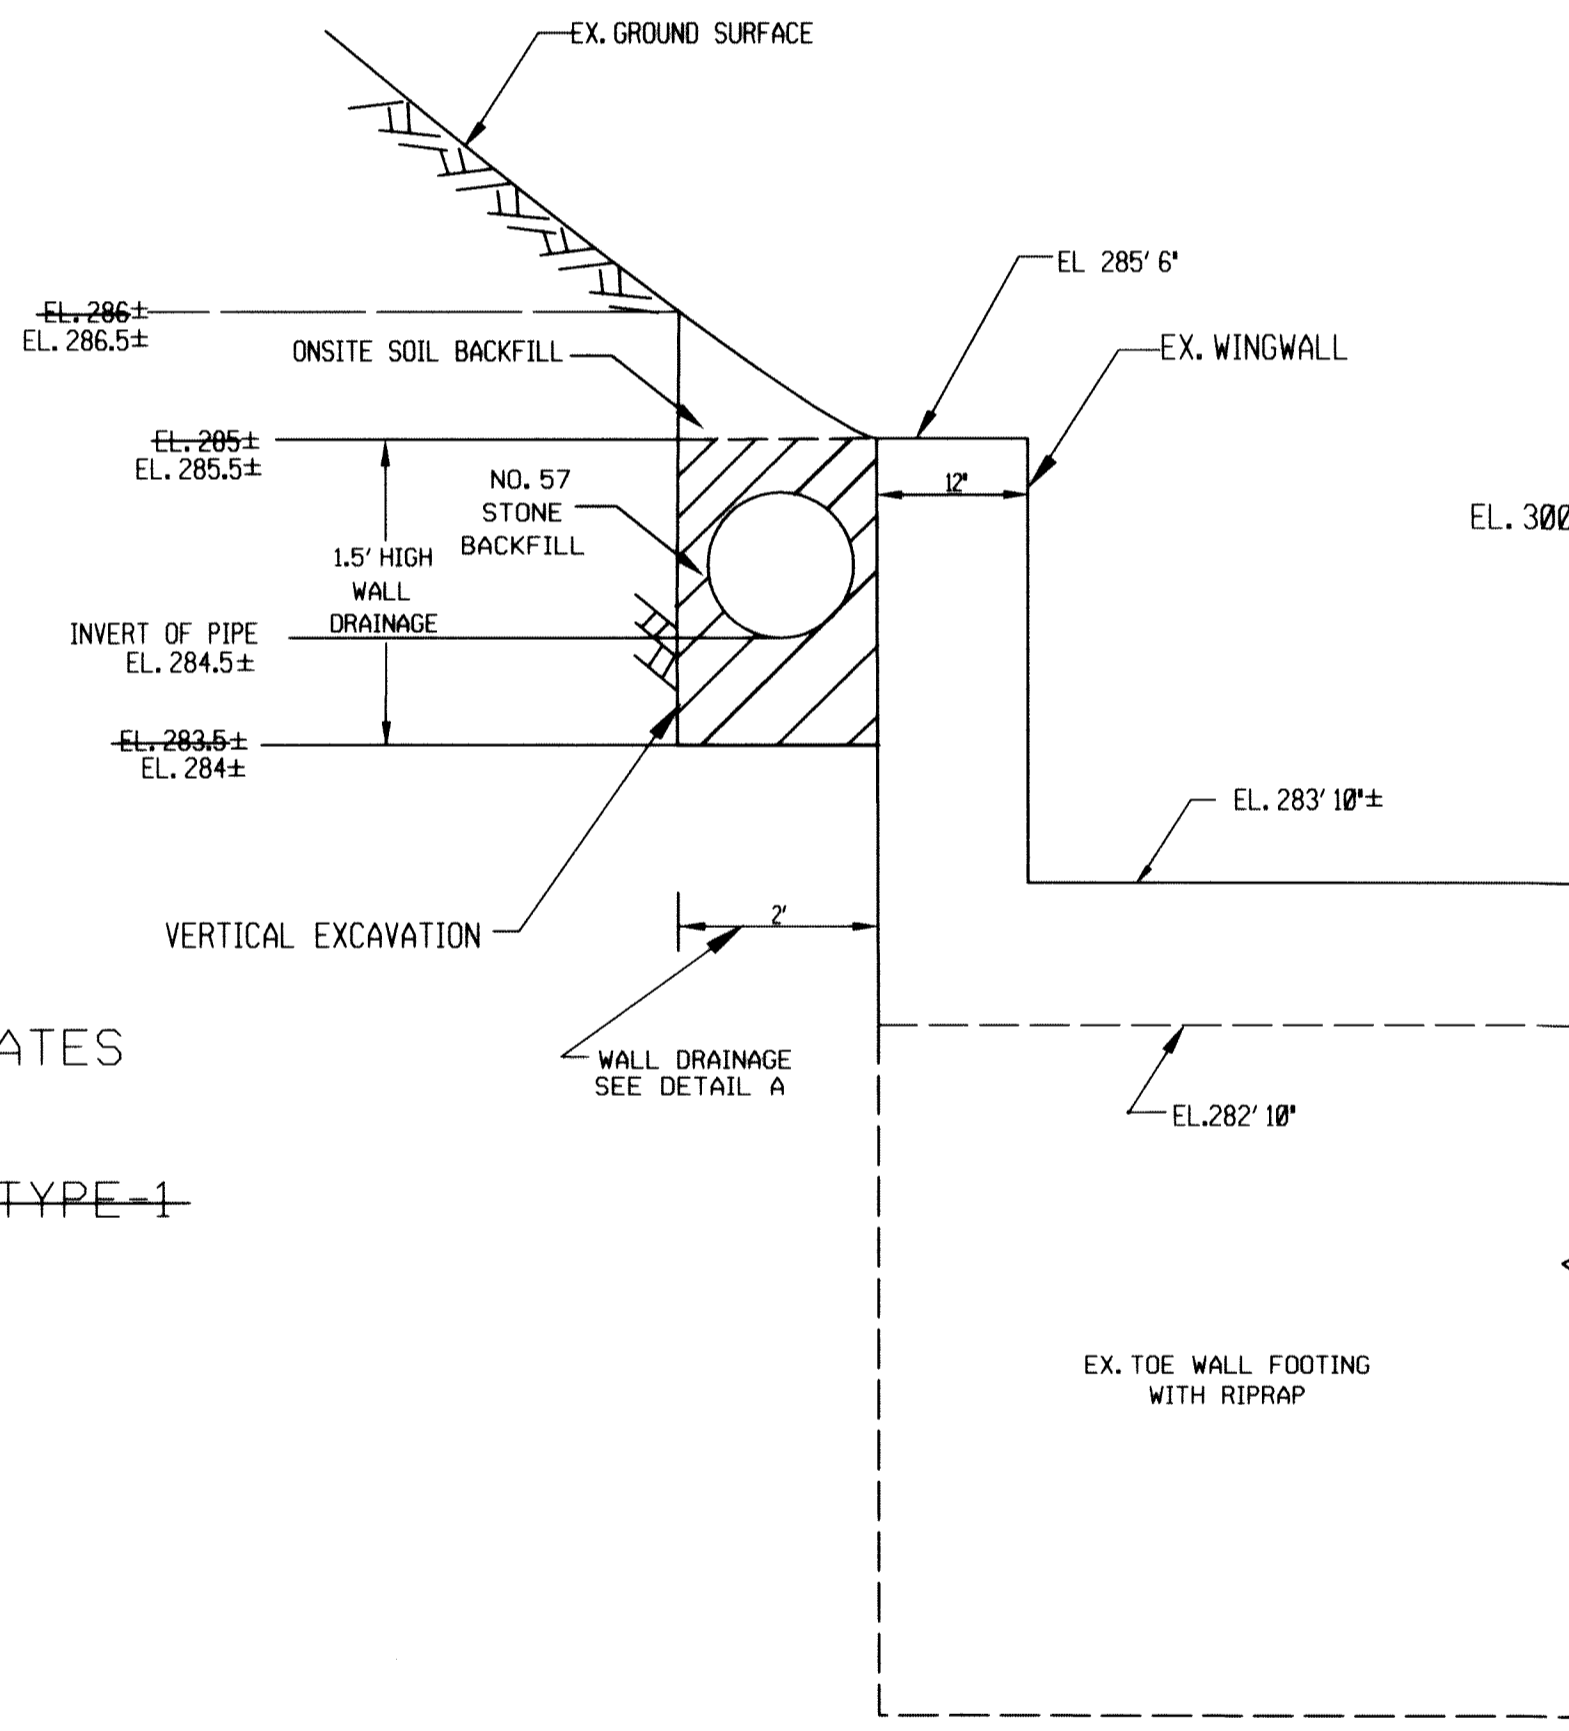 EX. GROUND SURFACE
EL 285' 6"
EL. 286±
EL. 286.5±
ONSITE SOIL BACKFILL
EX. WINGWALL
EL. 285±
EL. 285.5±
NO. 57
STONE
BACKFILL
12"
EL. 300
1.5' HIGH
WALL
DRAINAGE
INVERT OF PIPE
EL. 284.5±
EL. 283.5±
EL. 284±
EL. 283' 10"±
2'
VERTICAL EXCAVATION
ATES
WALL DRAINAGE
SEE DETAIL A
EL.282' 10"
TYPE-1
EX. TOE WALL FOOTING
WITH RIPRAP